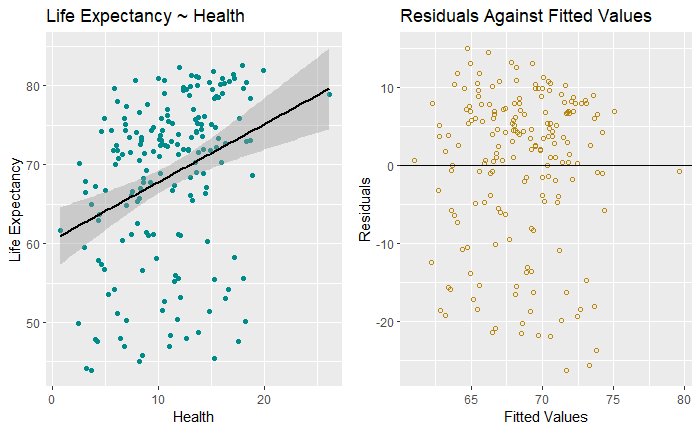 Life Expectancy ~ Health
Life Expectancy
80
70
60
50
0
10
20
Health
Residuals Against Fitted Values
Residuals
10
0
-10
-20
65
70
75
80
Fitted Values